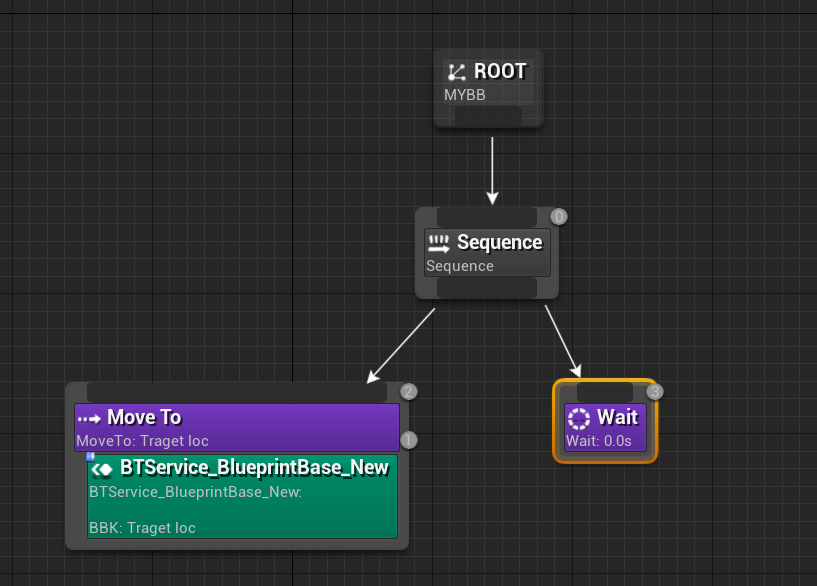 ROOT
MYBB
0
Sequence
Sequence
2
Move To
MoveTo: Traget loc
1
BTService_BlueprintBase_New
BTService_BlueprintBase_New:
BBK: Traget loc
3
Wait
Wait: 0.0s